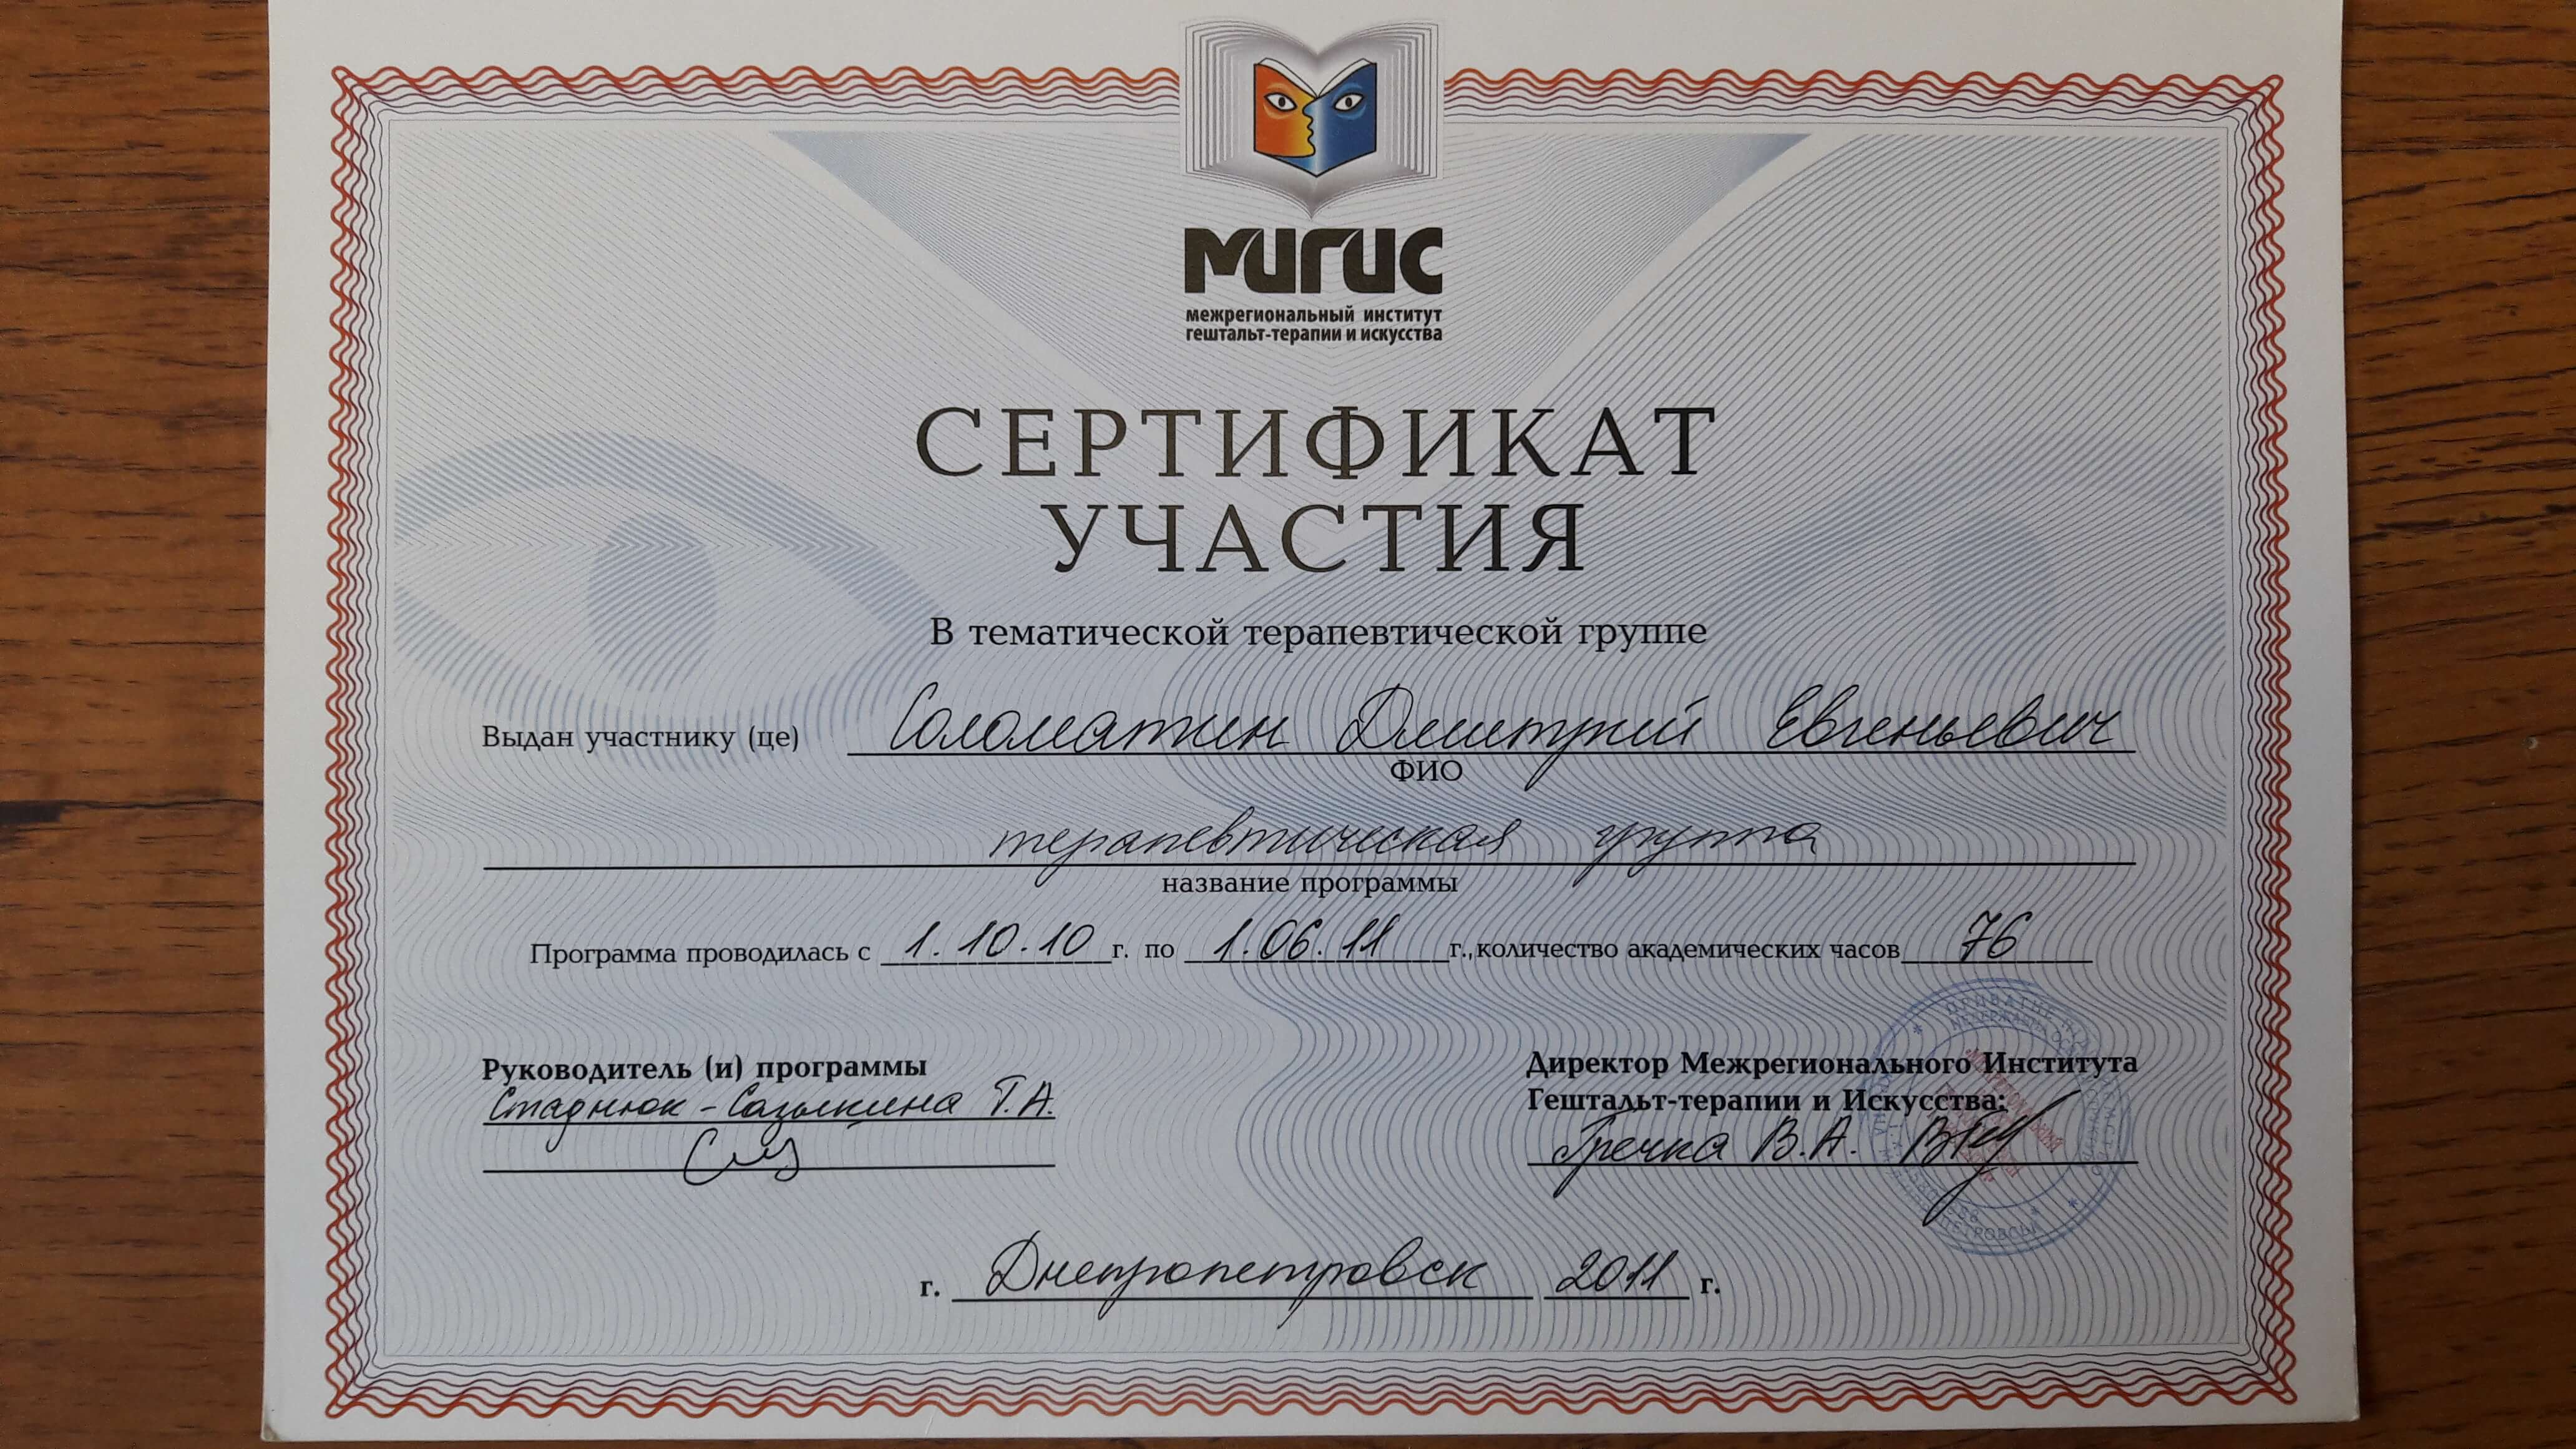 мигис
межрегиональный институт
гештальт-терапии и искусства
СЕРТИФИКАТ
УЧАСТИЯ
В тематической терапевтической группе
Выдан участнику (це) Соломатин Дмитрий Евгеньевич
ФИО
терапевтическая группа
название программы
Программа проводилась с 1.10.10 г. по 1.06.11 г., количество академических часов 76
Руководитель (и) программы
Стаднюк-Сазыкина Т.А.
Директор Межрегионального Института
Гештальт-терапии и Искусства:
Гречка В.А.
г. Днепропетровск 2011 г.